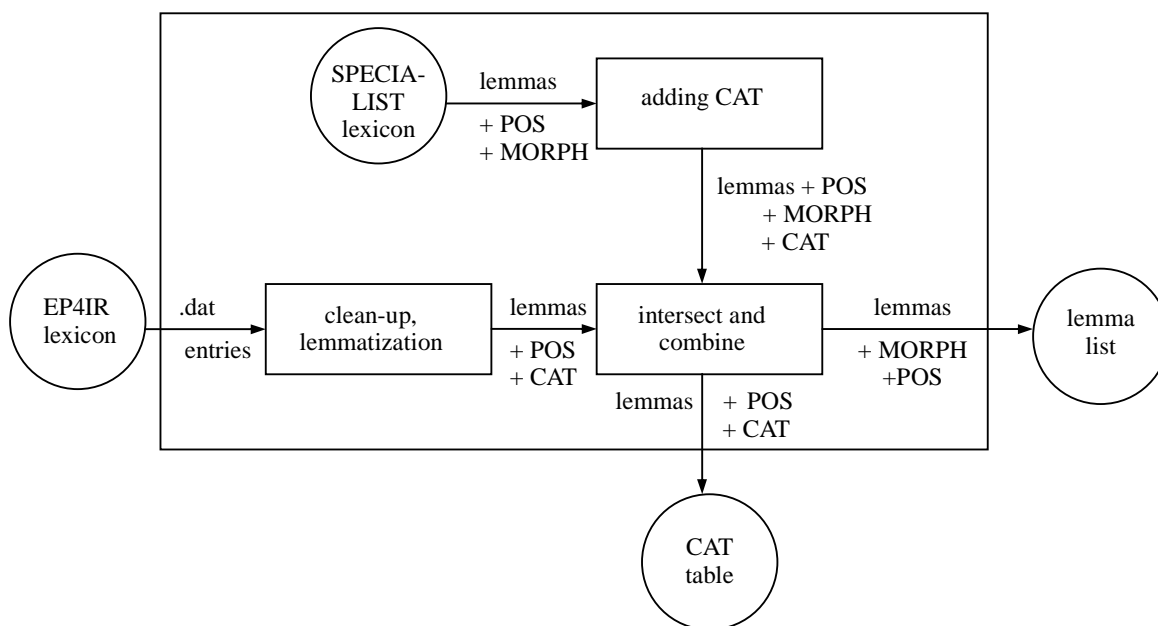 SPECIA-
LIST
lexicon
lemmas
+ POS
+ MORPH
adding CAT
lemmas + POS
+ MORPH
+ CAT
EP4IR
lexicon
.dat
entries
clean-up,
lemmatization
lemmas
+ POS
+ CAT
intersect and
combine
lemmas
+ MORPH
+POS
lemma
list
lemmas
+ POS
+ CAT
CAT
table